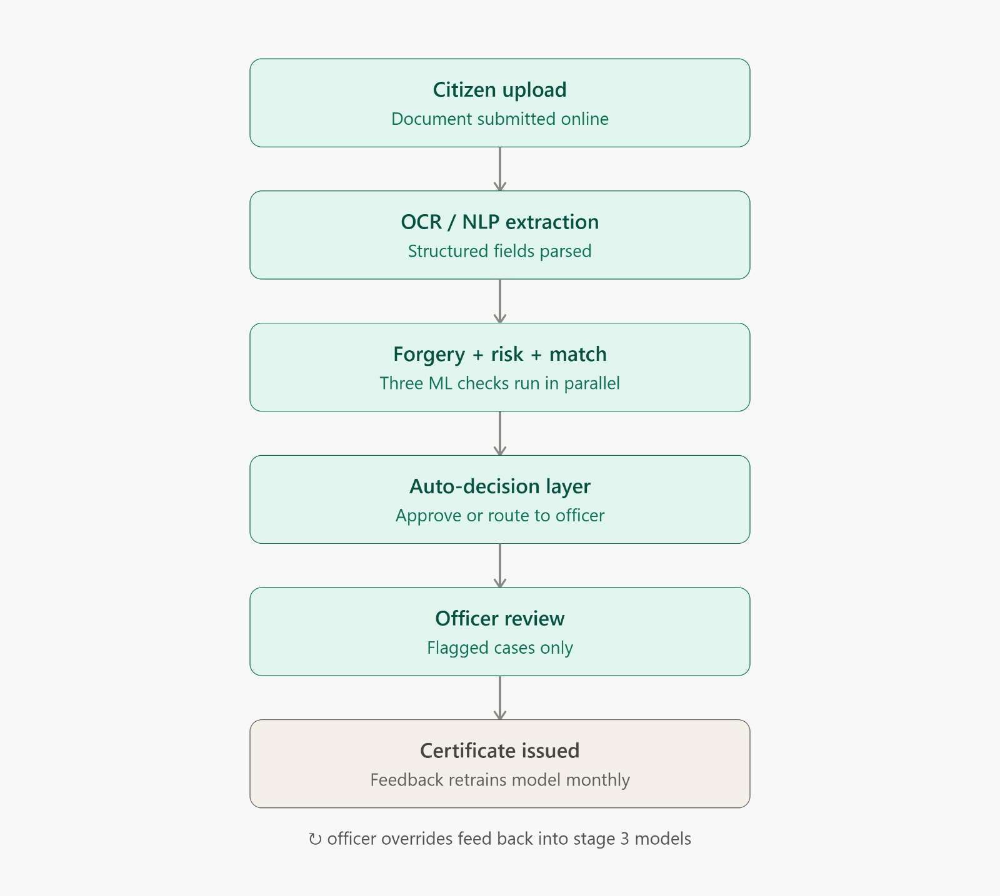 Citizen upload
Document submitted online
OCR / NLP extraction
Structured fields parsed
Forgery + risk + match
Three ML checks run in parallel
Auto-decision layer
Approve or route to officer
Officer review
Flagged cases only
Certificate issued
Feedback retrains model monthly
↻ officer overrides feed back into stage 3 models